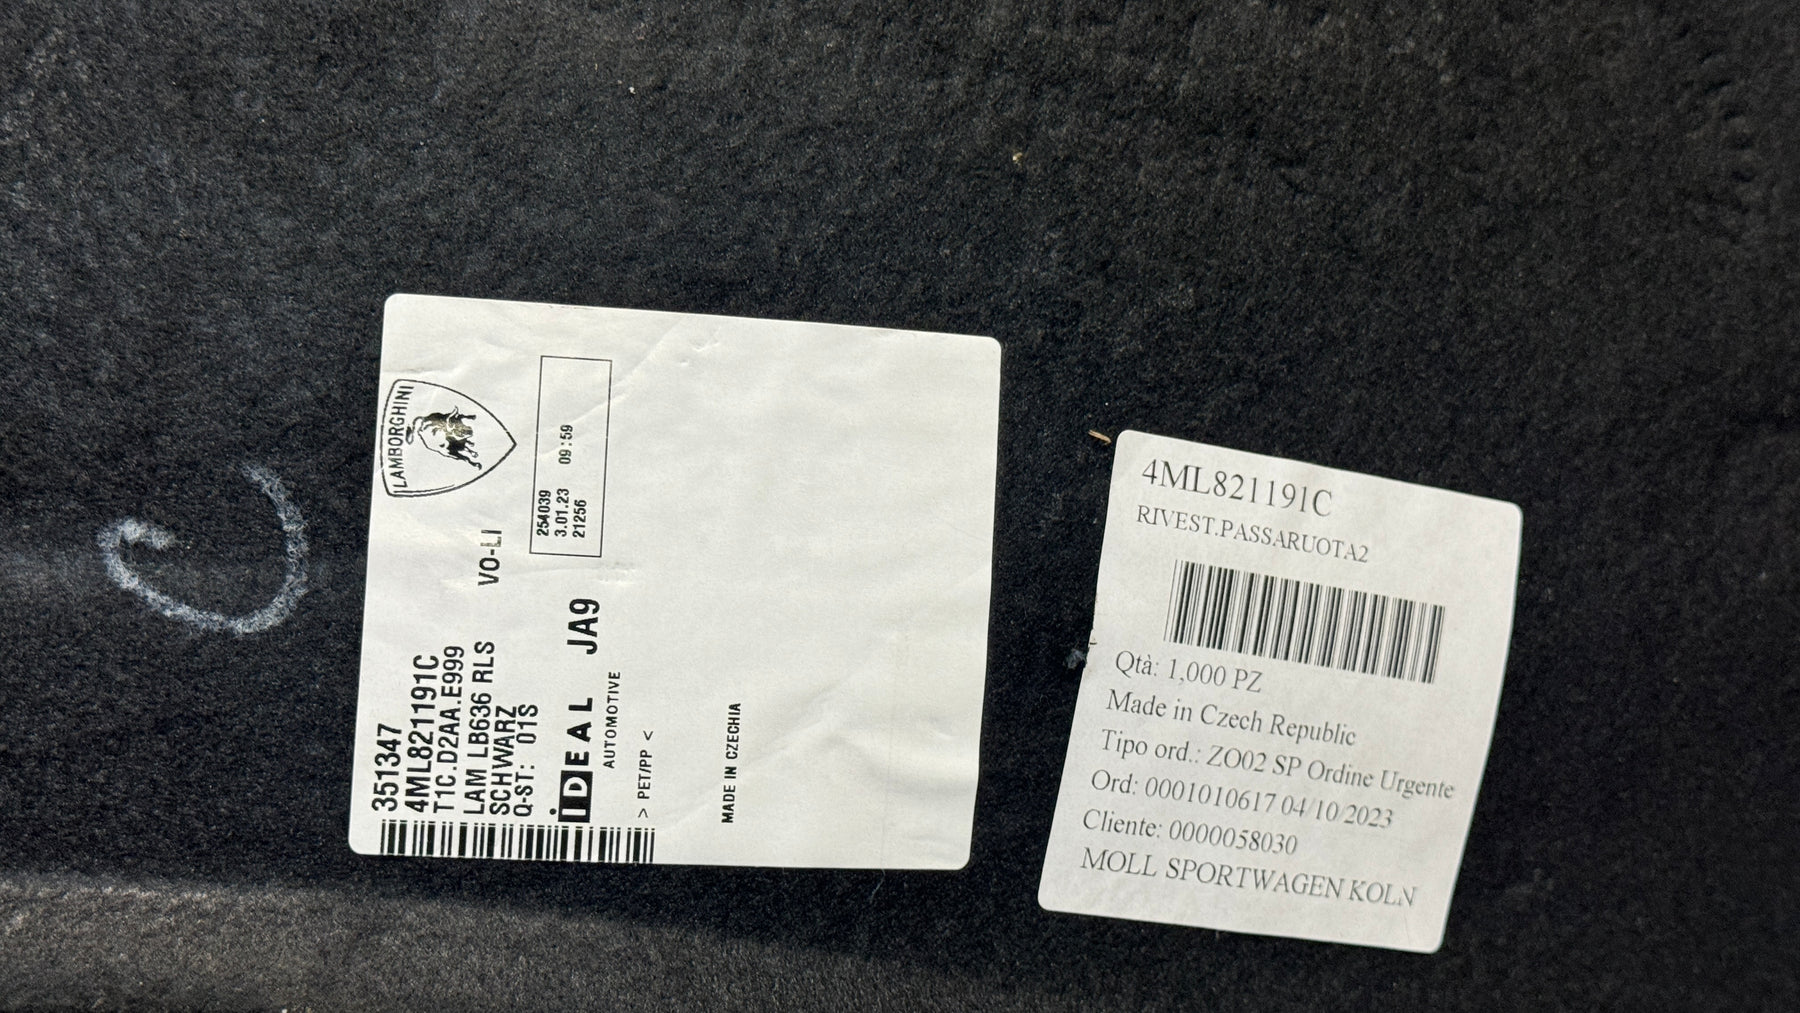 LAMBORGHINI
351347
4ML821191C
T1C.D2AA.E999
LAM LB636 RLS
SCHWARZ VO-LI
Q-ST: 01S
254039
3.01.23 09:59
21256
iDEAL JA9
AUTOMOTIVE
> PET/PP <
MADE IN CZECHIA
4ML821191C
RIVEST.PASSARUOTA2
Qtà: 1,000 PZ
Made in Czech Republic
Tipo ord.: ZO02 SP Ordine Urgente
Ord: 0001010617 04/10/2023
Cliente: 0000058030
MOLL SPORTWAGEN KOLN